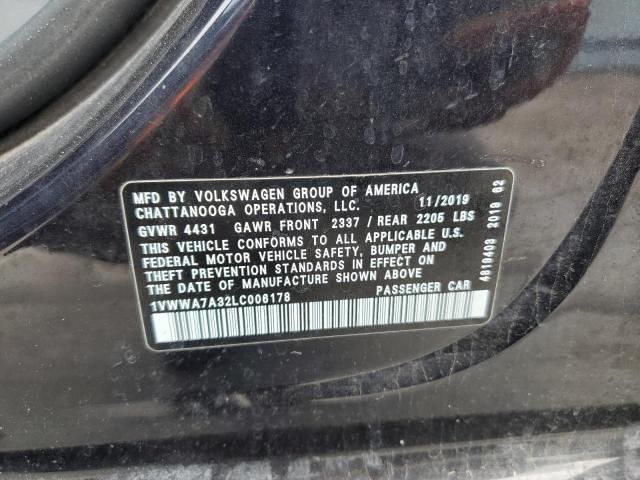 MFD BY VOLKSWAGEN GROUP OF AMERICA
CHATTANOOGA OPERATIONS, LLC. 11/2019
GVWR 4431 GAWR FRONT 2337 / REAR 2205 LBS
THIS VEHICLE CONFORMS TO ALL APPLICABLE U.S.
FEDERAL MOTOR VEHICLE SAFETY, BUMPER AND
THEFT PREVENTION STANDARDS IN EFFECT ON
THE DATE OF MANUFACTURE SHOWN ABOVE
1VWWA7A32LC006178 PASSENGER CAR
4819403 2019 62